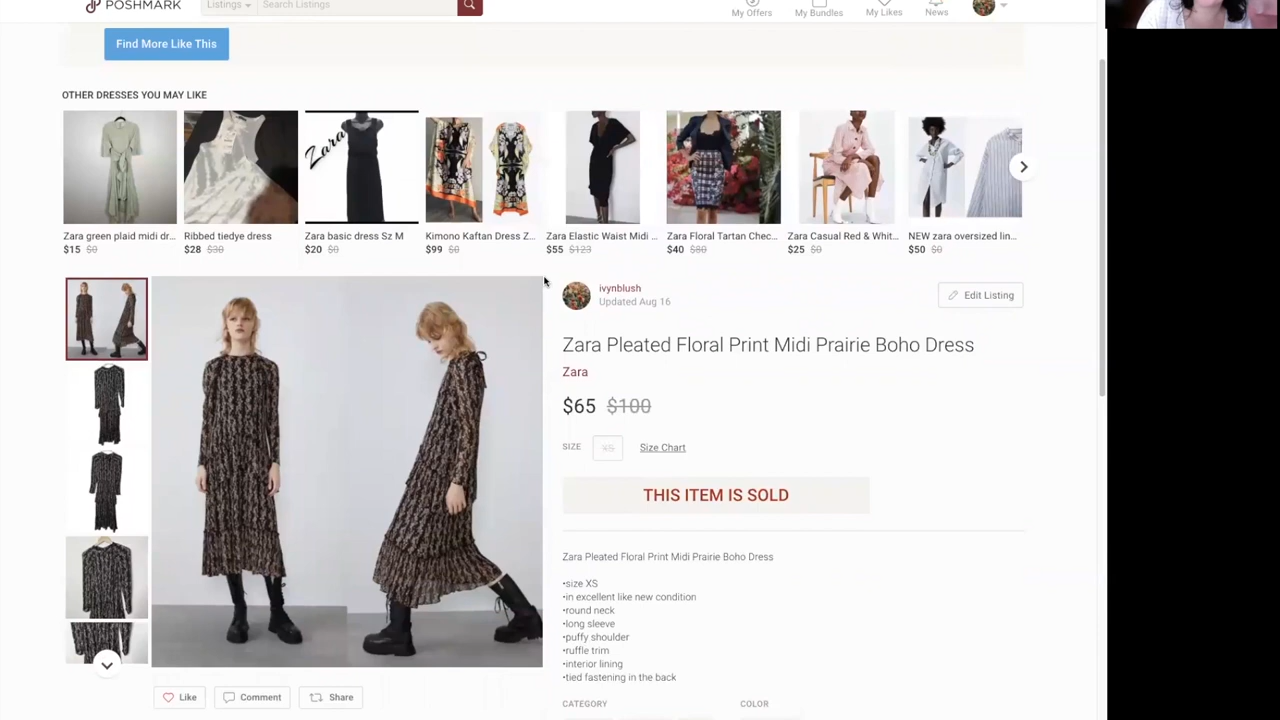 POSHMARK
Listings
Search Listings
My Offers
My Bundles
My Likes
News
Find More Like This
OTHER DRESSES YOU MAY LIKE
Zara
Zara green plaid midi dr...
$15 $0
Ribbed tiedye dress
$28 $30
Zara basic dress Sz M
$20 $0
Kimono Kaftan Dress Z...
$99 $0
Zara Elastic Waist Midi ...
$55 $123
Zara Floral Tartan Chec...
$40 $80
Zara Casual Red & Whit...
$25 $0
NEW zara oversized lin...
$50 $0
ivynblush
Updated Aug 16
Edit Listing
Zara Pleated Floral Print Midi Prairie Boho Dress
Zara
$65 $100
SIZE
XS
Size Chart
THIS ITEM IS SOLD
Zara Pleated Floral Print Midi Prairie Boho Dress
•size XS
•in excellent like new condition
•round neck
•long sleeve
•puffy shoulder
•ruffle trim
•interior lining
•tied fastening in the back
Like
Comment
Share
CATEGORY
COLOR